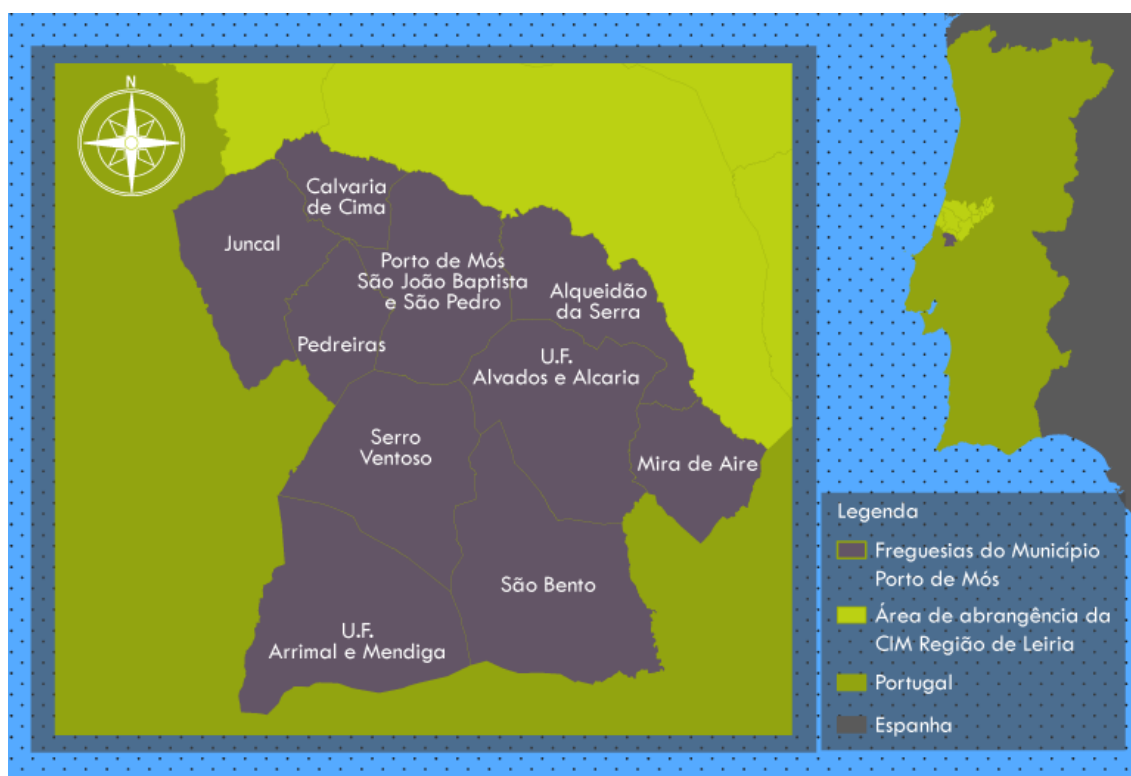 N
Calvaria
de Cima
Juncal
Porto de Mós
São João Baptista
e São Pedro
Alqueidão
da Serra
Pedreiras
U.F.
Alvados e Alcaria
Serro
Ventoso
Mira de Aire
São Bento
U.F.
Arrimal e Mendiga
Legenda
Freguesias do Município
Porto de Mós
Área de abrangência da
CIM Região de Leiria
Portugal
Espanha